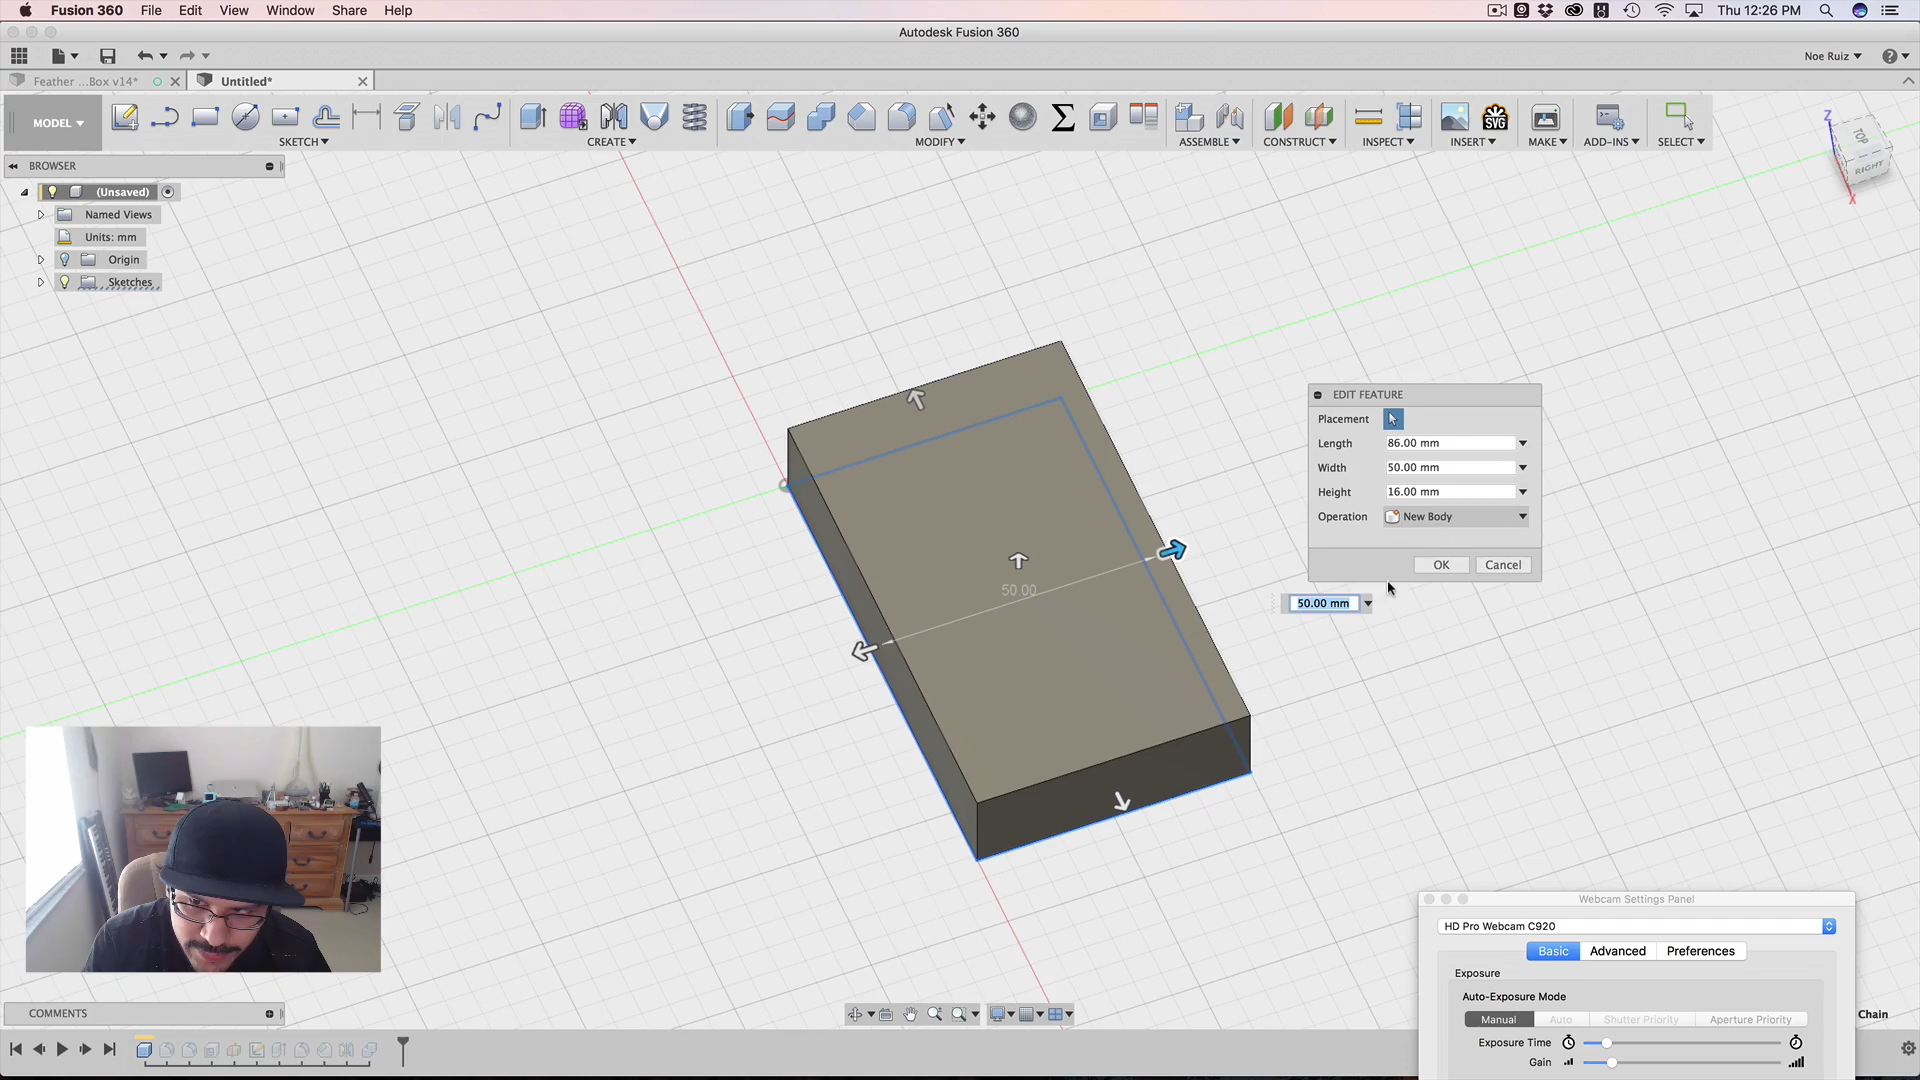 Fusion 360 File Edit View Window Share Help Thu 12:26 PM
Autodesk Fusion 360
Noe Ruiz
Feather ...Box v14* Untitled*
MODEL
SVG
SKETCH CREATE MODIFY ASSEMBLE CONSTRUCT INSPECT INSERT MAKE ADD-INS SELECT
BROWSER
(Unsaved)
Named Views
Units: mm
Origin
Sketches
Z
TOP
RIGHT
X
EDIT FEATURE
Placement
Length 86.00 mm
Width 50.00 mm
Height 16.00 mm
Operation New Body
OK Cancel
50.00
50.00 mm
Webcam Settings Panel
HD Pro Webcam C920
Basic Advanced Preferences
Exposure
Auto-Exposure Mode
Manual Auto Shutter Priority Aperture Priority
Exposure Time
Gain
COMMENTS
Chain